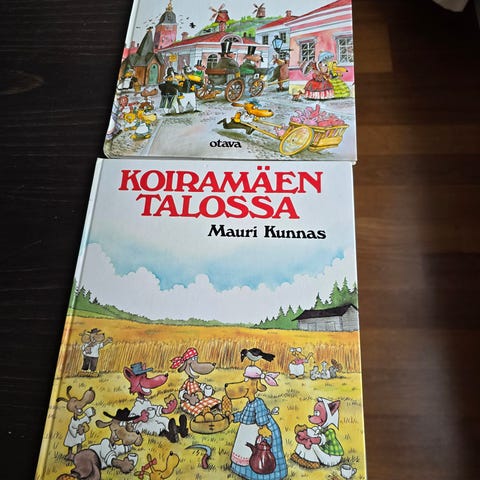 otava
KOIRAMÄEN
TALOSSA
Mauri Kunnas